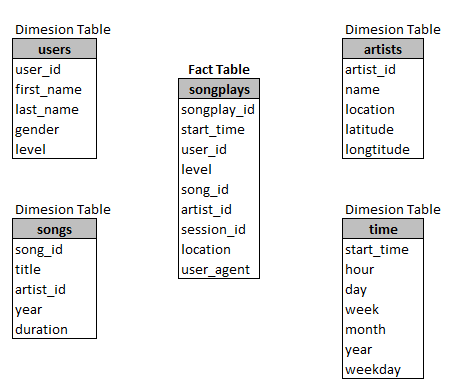 Dimesion Table
users
user_id
first_name
last_name
gender
level
Dimesion Table
songs
song_id
title
artist_id
year
duration
Fact Table
songplays
songplay_id
start_time
user_id
level
song_id
artist_id
session_id
location
user_agent
Dimesion Table
artists
artist_id
name
location
latitude
longtitude
Dimesion Table
time
start_time
hour
day
week
month
year
weekday